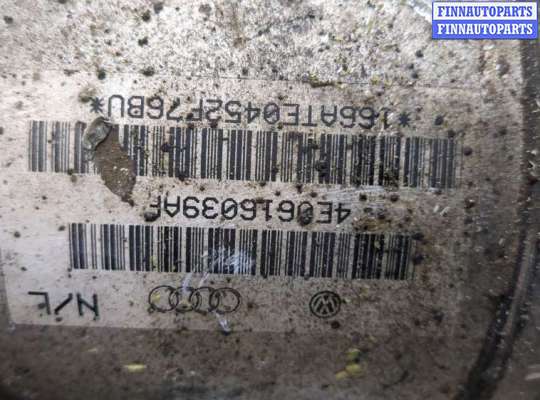 FINNAUTOPARTS
FINNAUTOPARTS
N/L
4E0616039AF
*166ATE0452F76BU*